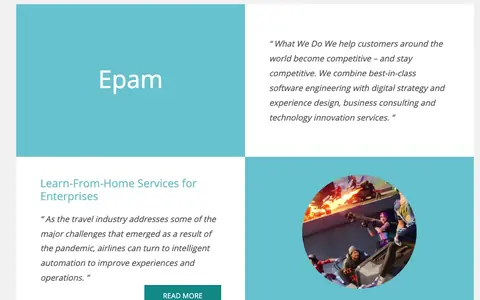 Epam
“ What We Do We help customers around the
world become competitive – and stay
competitive. We combine best-in-class
software engineering with digital strategy and
experience design, business consulting and
technology innovation services. ”
Learn-From-Home Services for
Enterprises
“ As the travel industry addresses some of the
major challenges that emerged as a result of
the pandemic, airlines can turn to intelligent
automation to improve experiences and
operations. ”
READ MORE